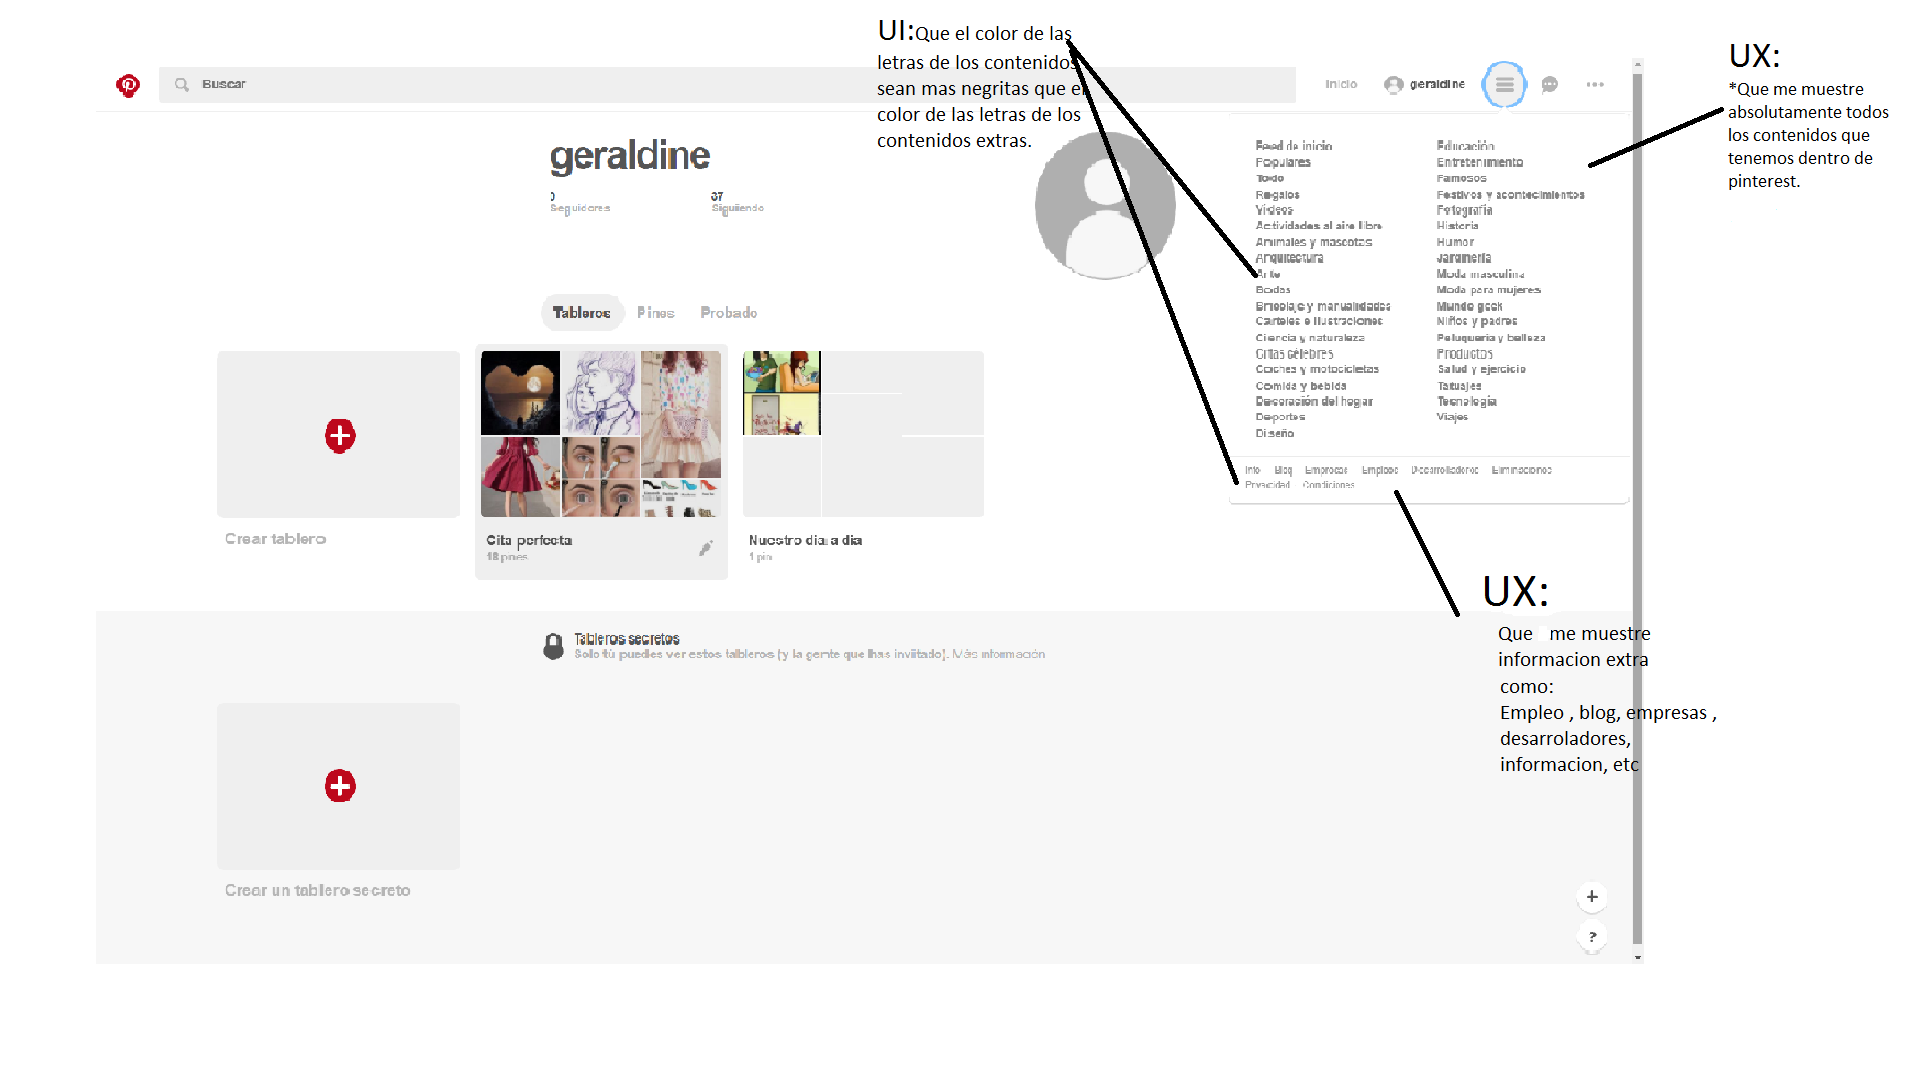 UI:Que el color de las
letras de los contenidos
sean mas negritas que el
color de las letras de los
contenidos extras.
UX:
*Que me muestre
absolutamente todos
los contenidos que
tenemos dentro de
pinterest.
Buscar
Inicio
geraldine
geraldine
0
Seguidores
37
Siguiendo
Tableros
Pines
Probado
Crear tablero
Cita perfecta
18 pines
Nuestro dia a dia
1 pin
Feed de inicio
Populares
Todo
Regalos
Vídeos
Actividades al aire libre
Animales y mascotas
Arquitectura
Arte
Bodas
Bricolaje y manualidades
Carteles e ilustraciones
Ciencia y naturaleza
Citas célebres
Coches y motocicletas
Comida y bebida
Decoración del hogar
Deportes
Diseño
Educación
Entretenimiento
Famosos
Festivos y acontecimientos
Fotografía
Historia
Humor
Jardinería
Moda masculina
Moda para mujeres
Mundo geek
Niños y padres
Peluquería y belleza
Productos
Salud y ejercicio
Tatuajes
Tecnología
Viajes
Info Blog Empresas Empleos Desarrolladores Eliminaciones
Privacidad Condiciones
UX:
Que me muestre
informacion extra
como:
Empleo , blog, empresas ,
desarroladores,
informacion, etc
Tableros secretos
Solo tú puedes ver estos tableros (y la gente que has invitado). Más información
Crear un tablero secreto